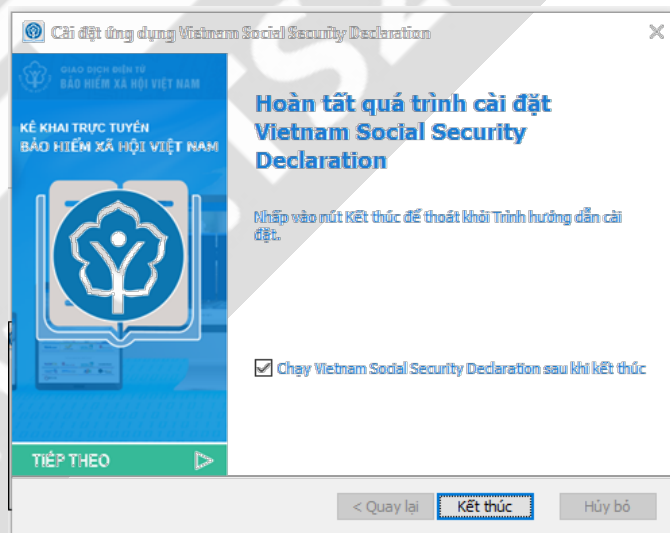 Cài đặt ứng dụng Vietnam Social Security Declaration
GIAO DỊCH ĐIỆN TỬ
BẢO HIỂM XÃ HỘI VIỆT NAM
KÊ KHAI TRỰC TUYẾN
BẢO HIỂM XÃ HỘI VIỆT NAM
TIẾP THEO
Hoàn tất quá trình cài đặt
Vietnam Social Security
Declaration
Nhấp vào nút Kết thúc để thoát khỏi Trình hướng dẫn cài
đặt.
Chạy Vietnam Social Security Declaration sau khi kết thúc
< Quay lại
Kết thúc
Hủy bỏ